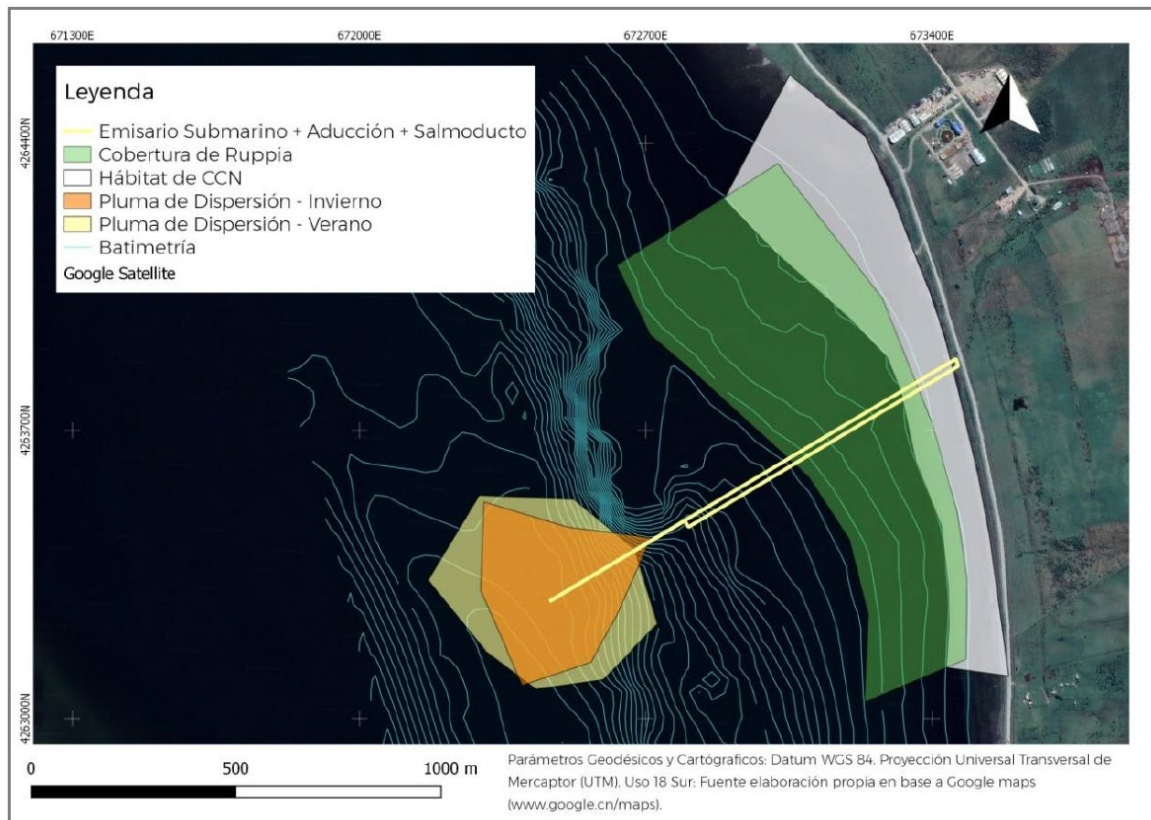 671300E 672000E 672700E 673400E
Leyenda
Emisario Submarino + Aducción + Salmoducto
Cobertura de Ruppia
Hábitat de CCN
Pluma de Dispersión - Invierno
Pluma de Dispersión - Verano
Batimetría
Google Satellite
4264400N
4263700N
4263000N
0 500 1000 m
Parámetros Geodésicos y Cartógraficos: Datum WGS 84. Proyección Universal Transversal de
Mercaptor (UTM). Uso 18 Sur: Fuente elaboración propia en base a Google maps
(www.google.cn/maps).